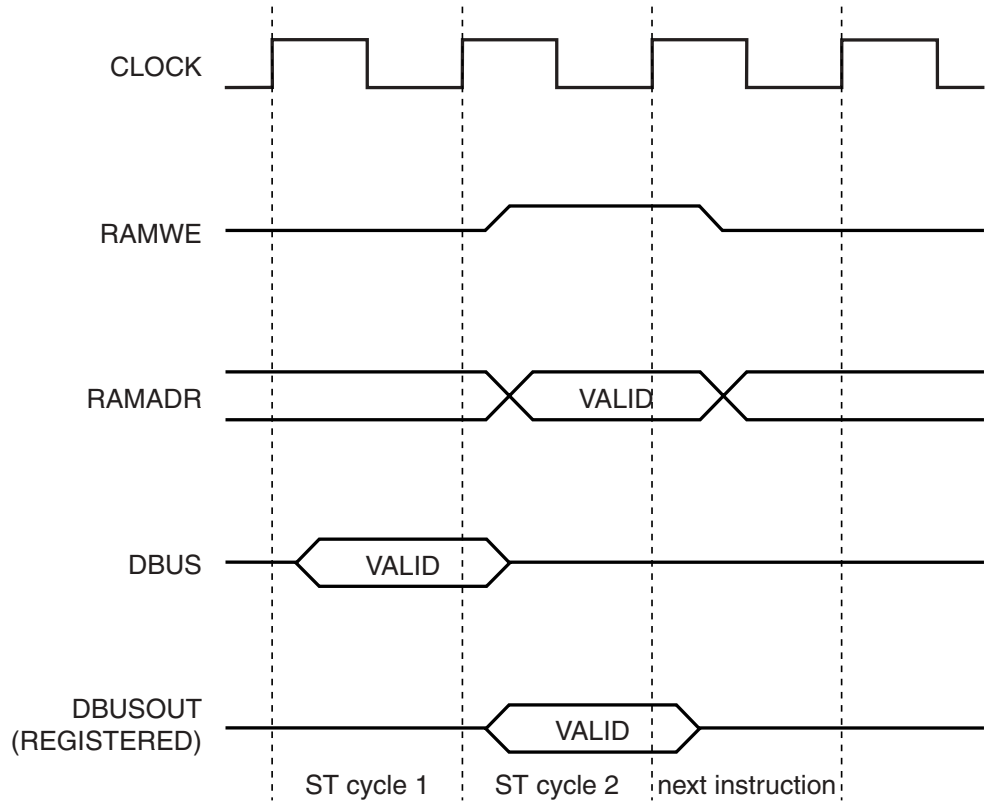 CLOCK
RAMWE
RAMADR
VALID
DBUS
VALID
DBUSOUT
(REGISTERED)
VALID
ST cycle 1
ST cycle 2
next instruction